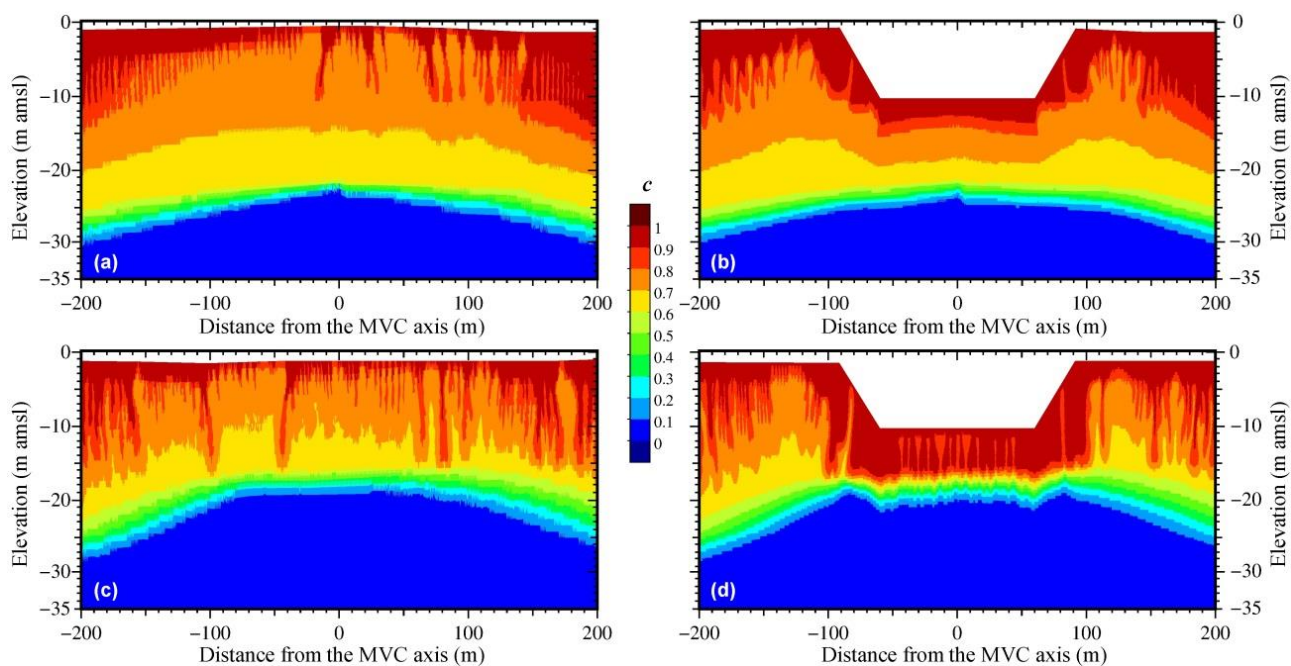 0
−10
−20
−30
−35
Elevation (m amsl)
(a)
−200 −100 0 100 200
Distance from the MVC axis (m)
0
−10
−20
−30
−35
Elevation (m amsl)
(b)
−200 −100 0 100 200
Distance from the MVC axis (m)
c
1
0.9
0.8
0.7
0.6
0.5
0.4
0.3
0.2
0.1
0
0
−10
−20
−30
−35
Elevation (m amsl)
(c)
−200 −100 0 100 200
Distance from the MVC axis (m)
0
−10
−20
−30
−35
Elevation (m amsl)
(d)
−200 −100 0 100 200
Distance from the MVC axis (m)